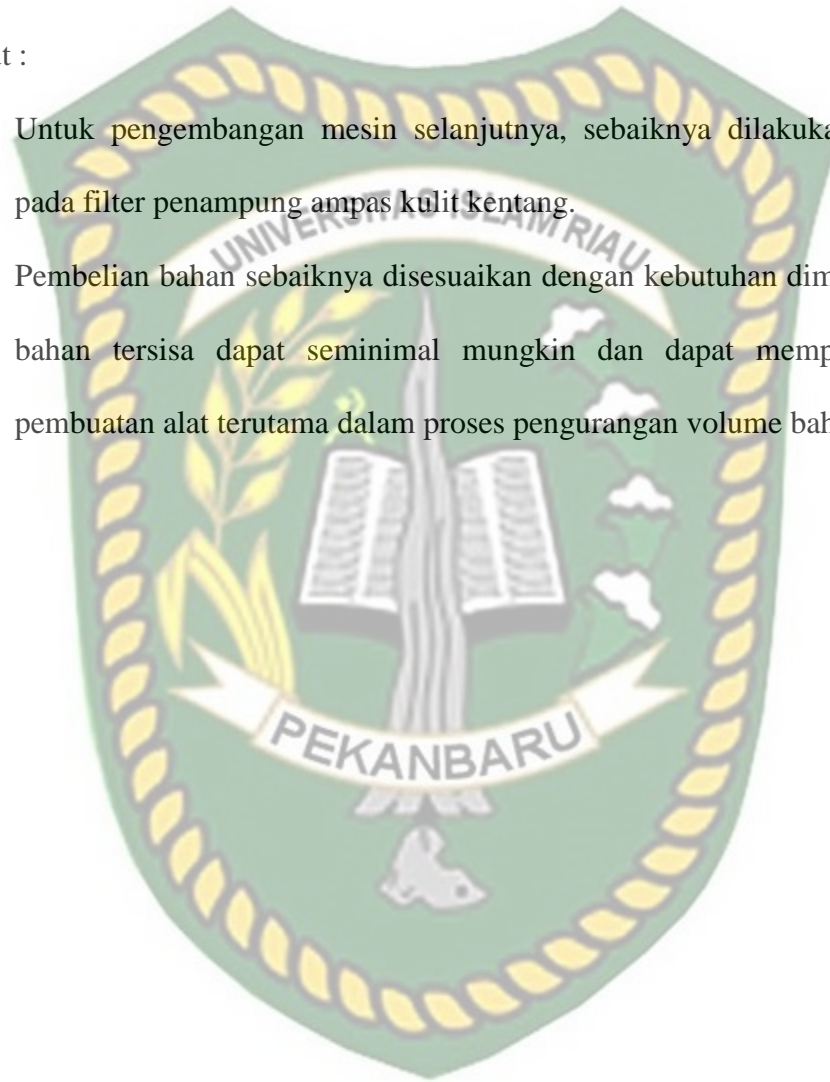 t :
Untuk pengembangan mesin selanjutnya, sebaiknya dilakuka
pada filter penampung ampas kulit kentang.
UNIVERSITAS ISLAM RIAU
Pembelian bahan sebaiknya disesuaikan dengan kebutuhan dim
bahan tersisa dapat seminimal mungkin dan dapat memp
pembuatan alat terutama dalam proses pengurangan volume bah
PEKANBARU